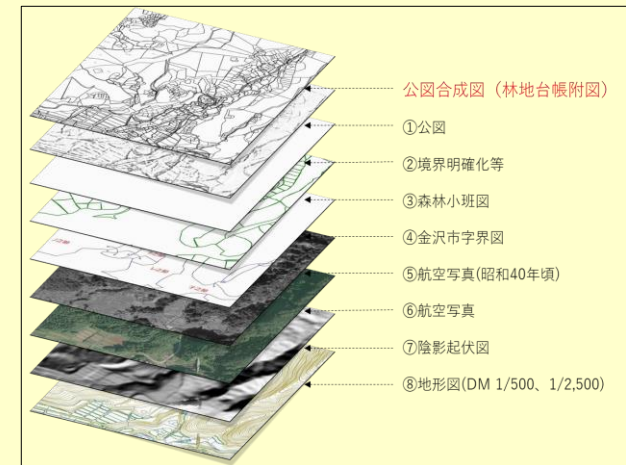 公図合成図（林地台帳附図）
①公図
②境界明確化等
③森林小班図
④金沢市字界図
⑤航空写真(昭和40年頃)
⑥航空写真
⑦陰影起伏図
⑧地形図(DM 1/500、1/2,500)